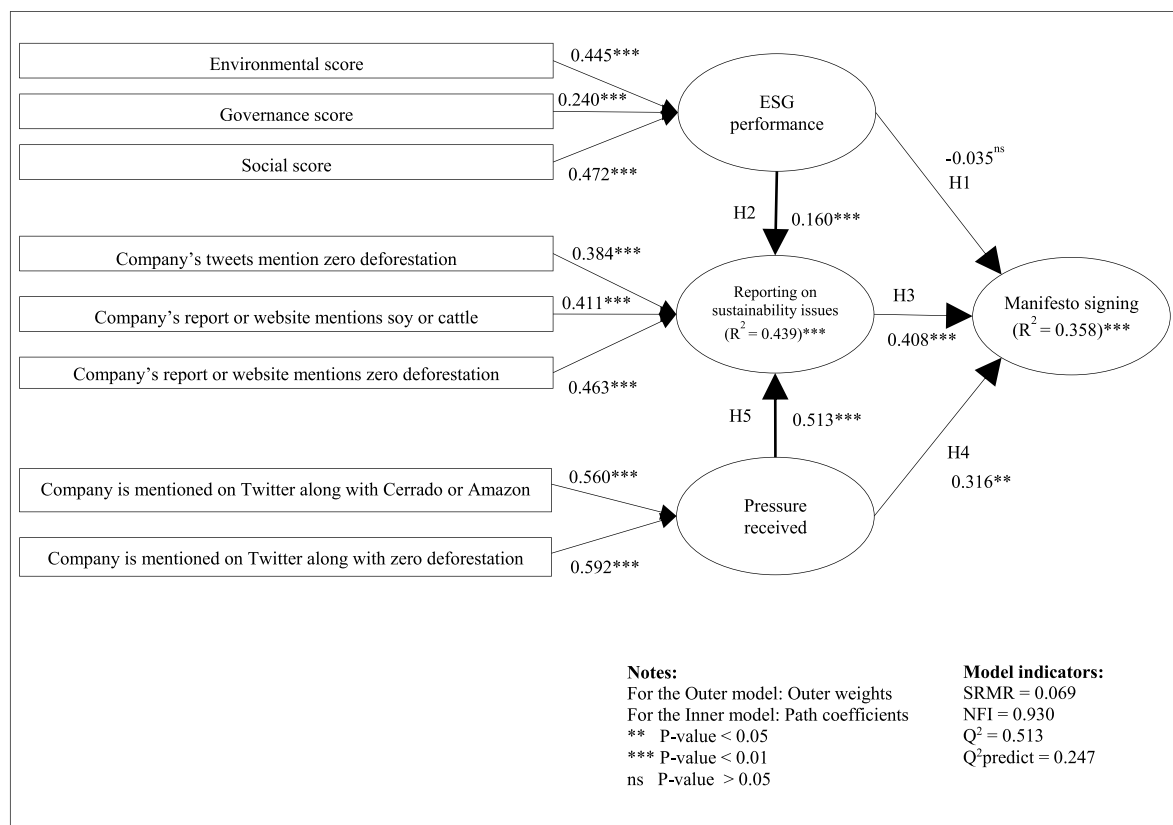 Environmental score
0.445***
Governance score
0.240***
Social score
0.472***
ESG
performance
-0.035ns
H1
H2
0.160***
Company's tweets mention zero deforestation
0.384***
Company's report or website mentions soy or cattle
0.411***
Company's report or website mentions zero deforestation
0.463***
Reporting on
sustainability issues
(R2 = 0.439)***
H3
0.408***
Manifesto signing
(R2 = 0.358)***
H5
0.513***
H4
0.316**
Company is mentioned on Twitter along with Cerrado or Amazon
0.560***
Company is mentioned on Twitter along with zero deforestation
0.592***
Pressure
received
Notes:
For the Outer model: Outer weights
For the Inner model: Path coefficients
** P-value < 0.05
*** P-value < 0.01
ns P-value > 0.05
Model indicators:
SRMR = 0.069
NFI = 0.930
Q2 = 0.513
Q2predict = 0.247